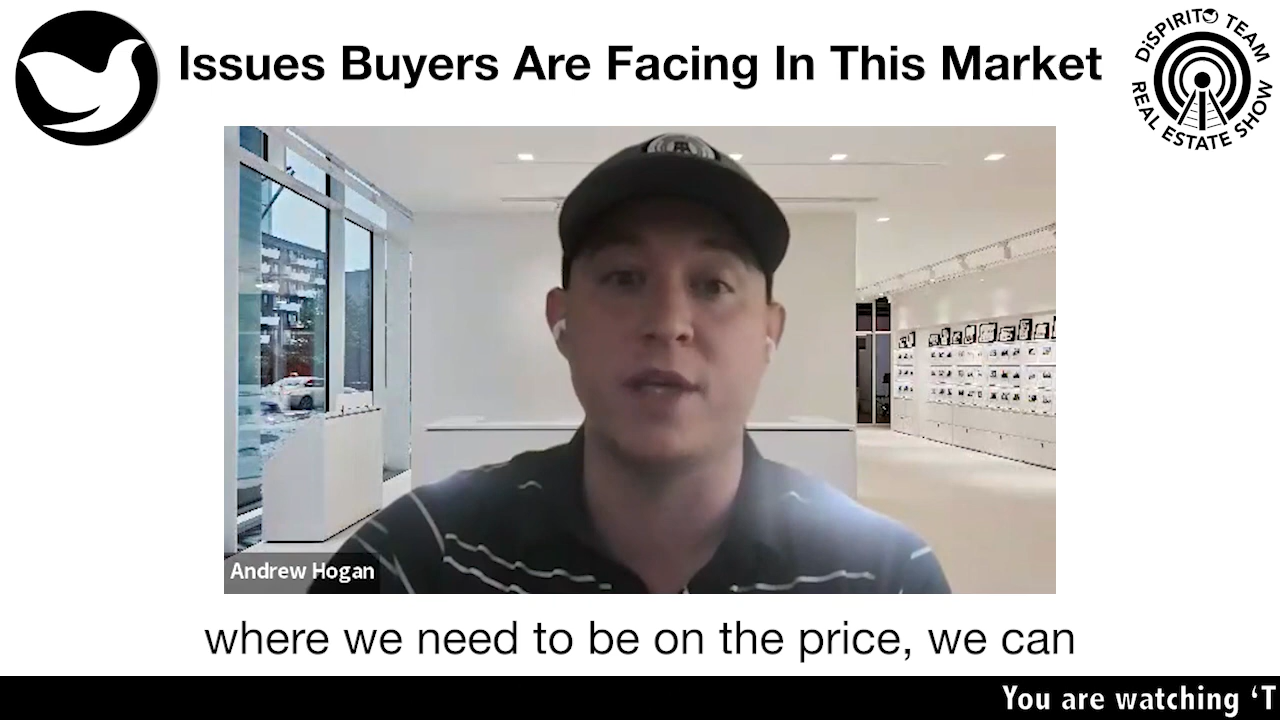 Issues Buyers Are Facing In This Market
DiSPIRITO TEAM
REAL ESTATE SHOW
Andrew Hogan
where we need to be on the price, we can
You are watching ‘T